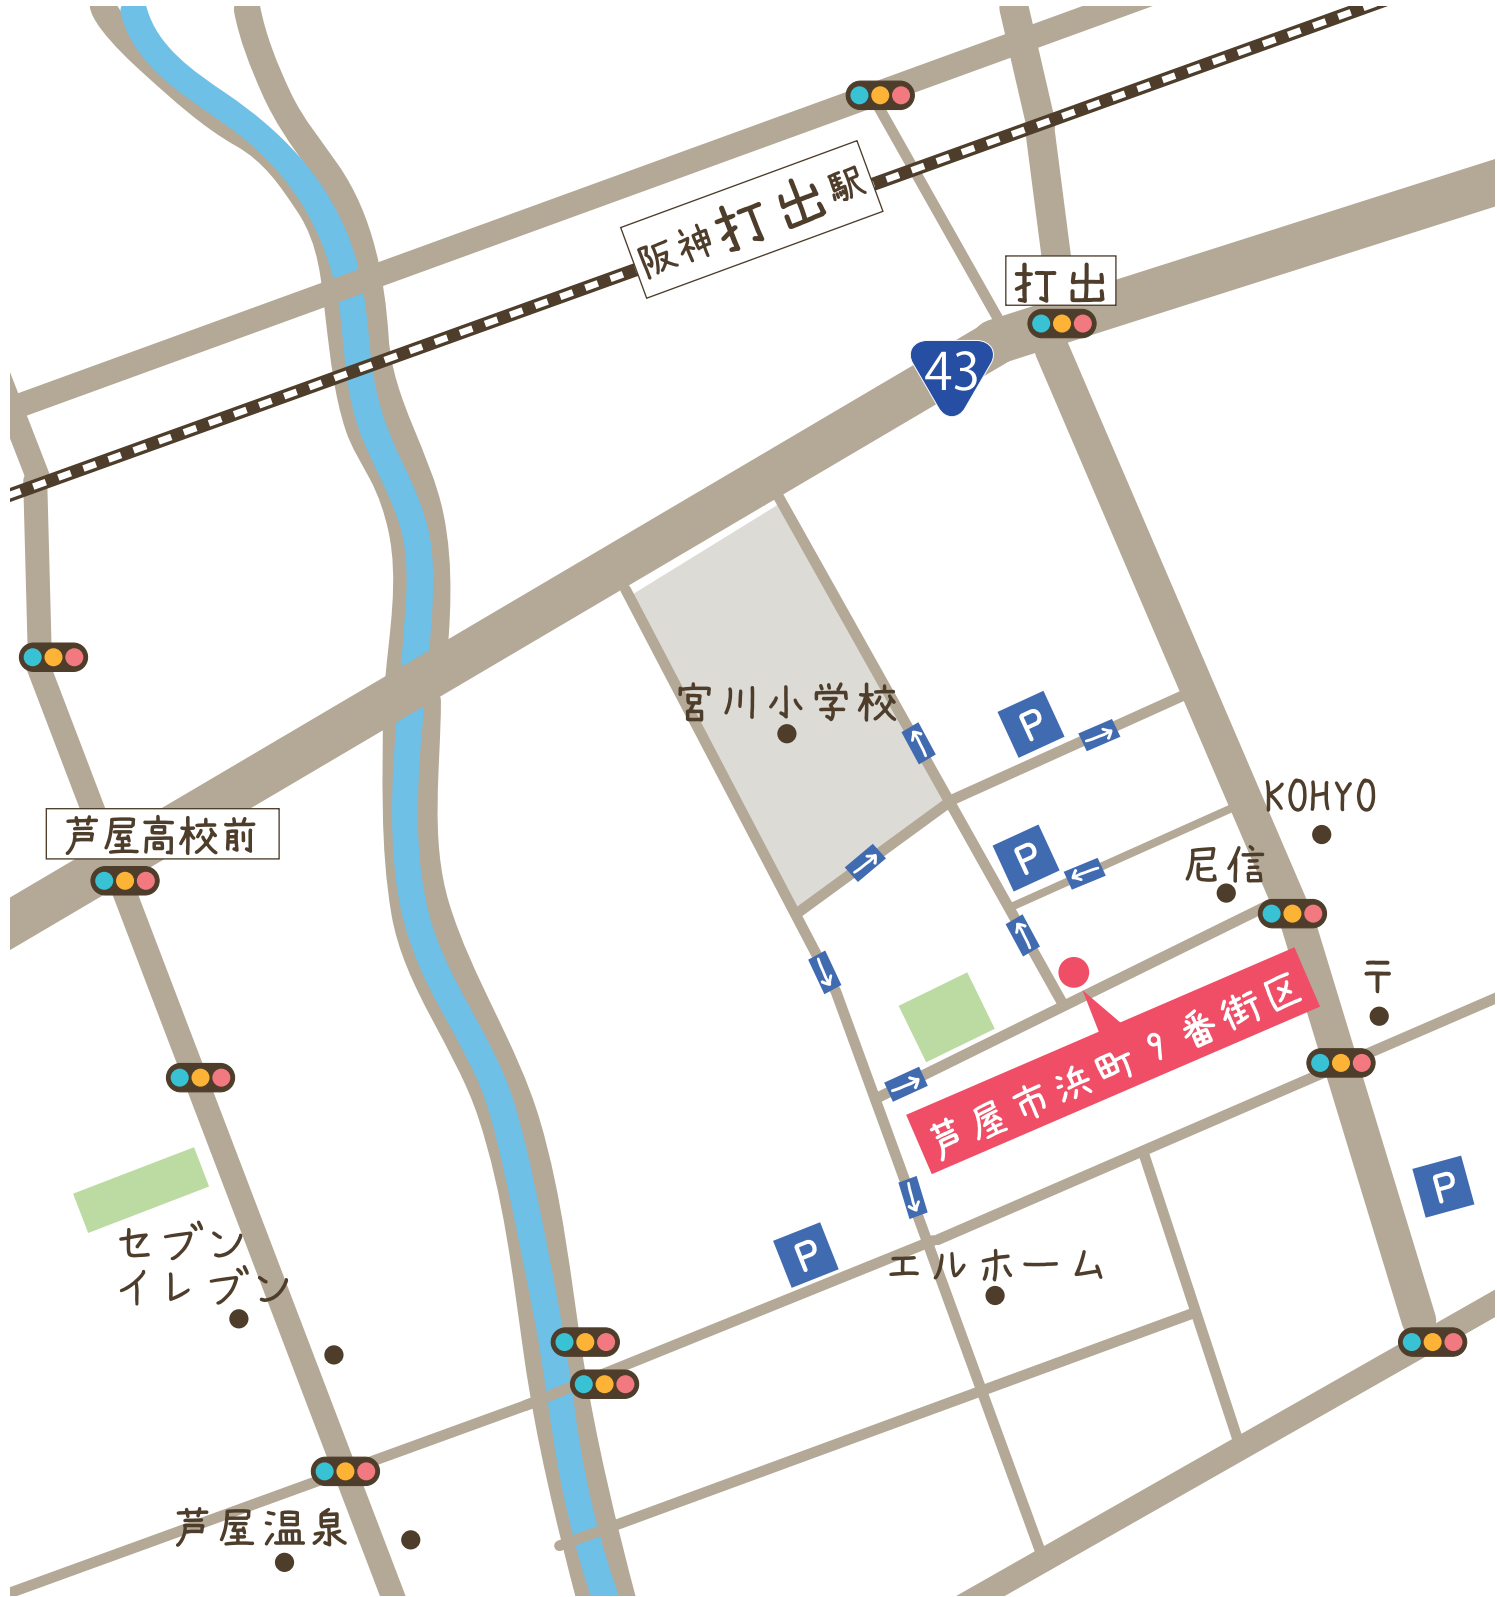 阪神打出駅
打出
43
宮川小学校
P
KOHYO
芦屋高校前
P
尼信
〒
芦屋市浜町9番街区
P
セブン
イレブン
P
エルホーム
芦屋温泉